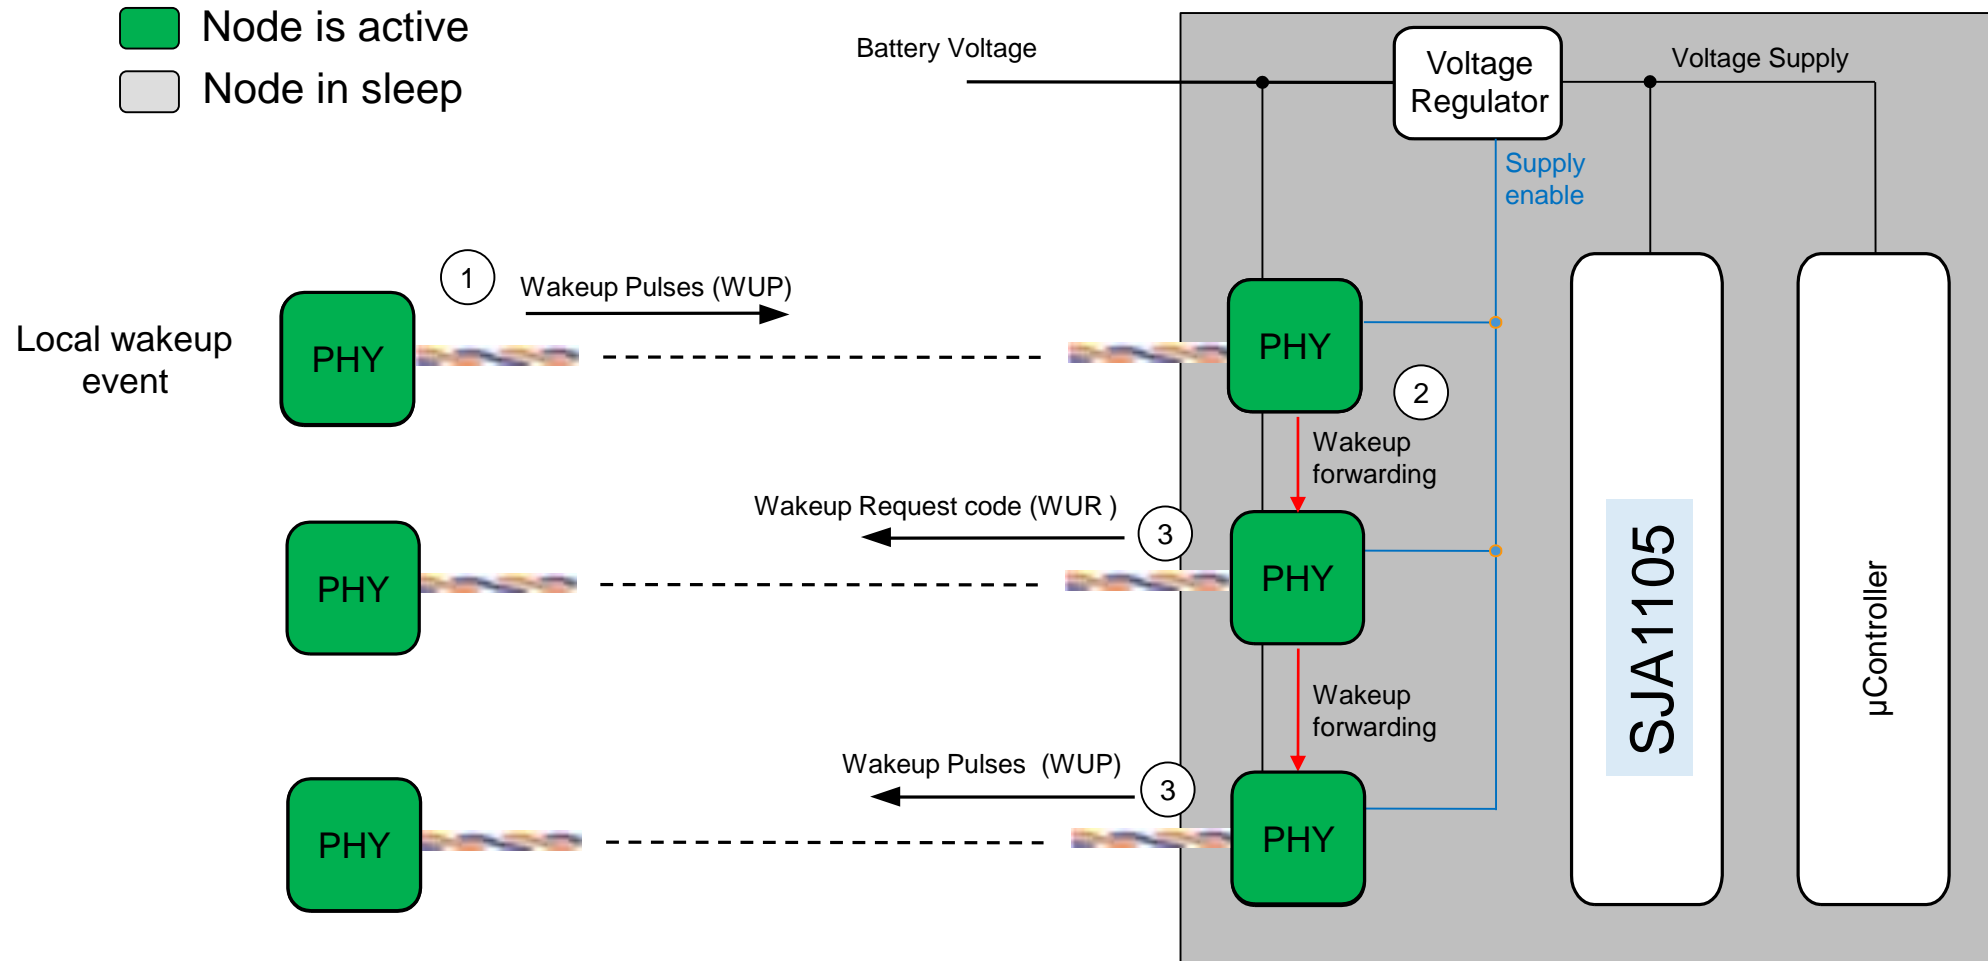 Node is active
Node in sleep
Battery Voltage
Voltage
Regulator
Voltage Supply
Supply
enable
1
Wakeup Pulses (WUP)
Local wakeup
event
PHY
PHY
2
Wakeup
forwarding
Wakeup Request code (WUR )
3
PHY
PHY
Wakeup
forwarding
Wakeup Pulses (WUP)
3
PHY
PHY
SJA1105
µController